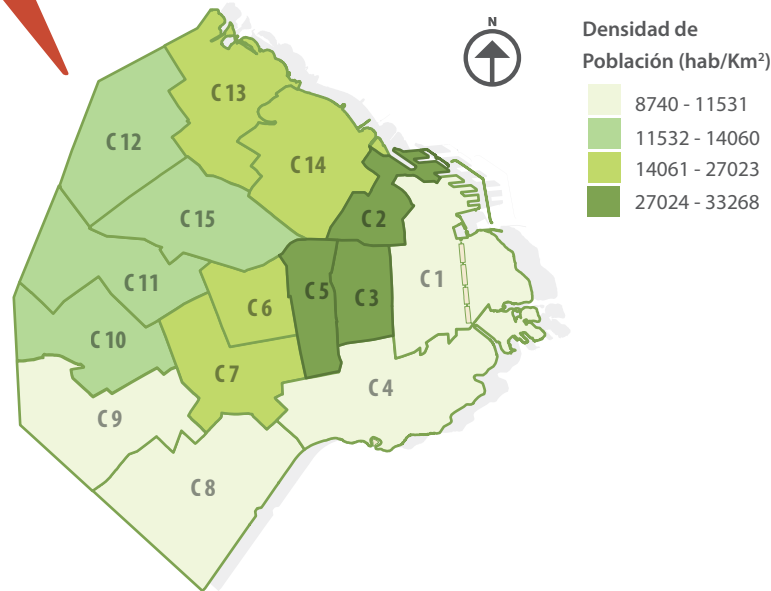 N
Densidad de
Población (hab/Km²)
8740 - 11531
11532 - 14060
14061 - 27023
27024 - 33268
C 13
C 12
C 14
C 15
C 2
C 1
C 11
C 5
C 3
C 6
C 10
C 7
C 4
C 9
C 8